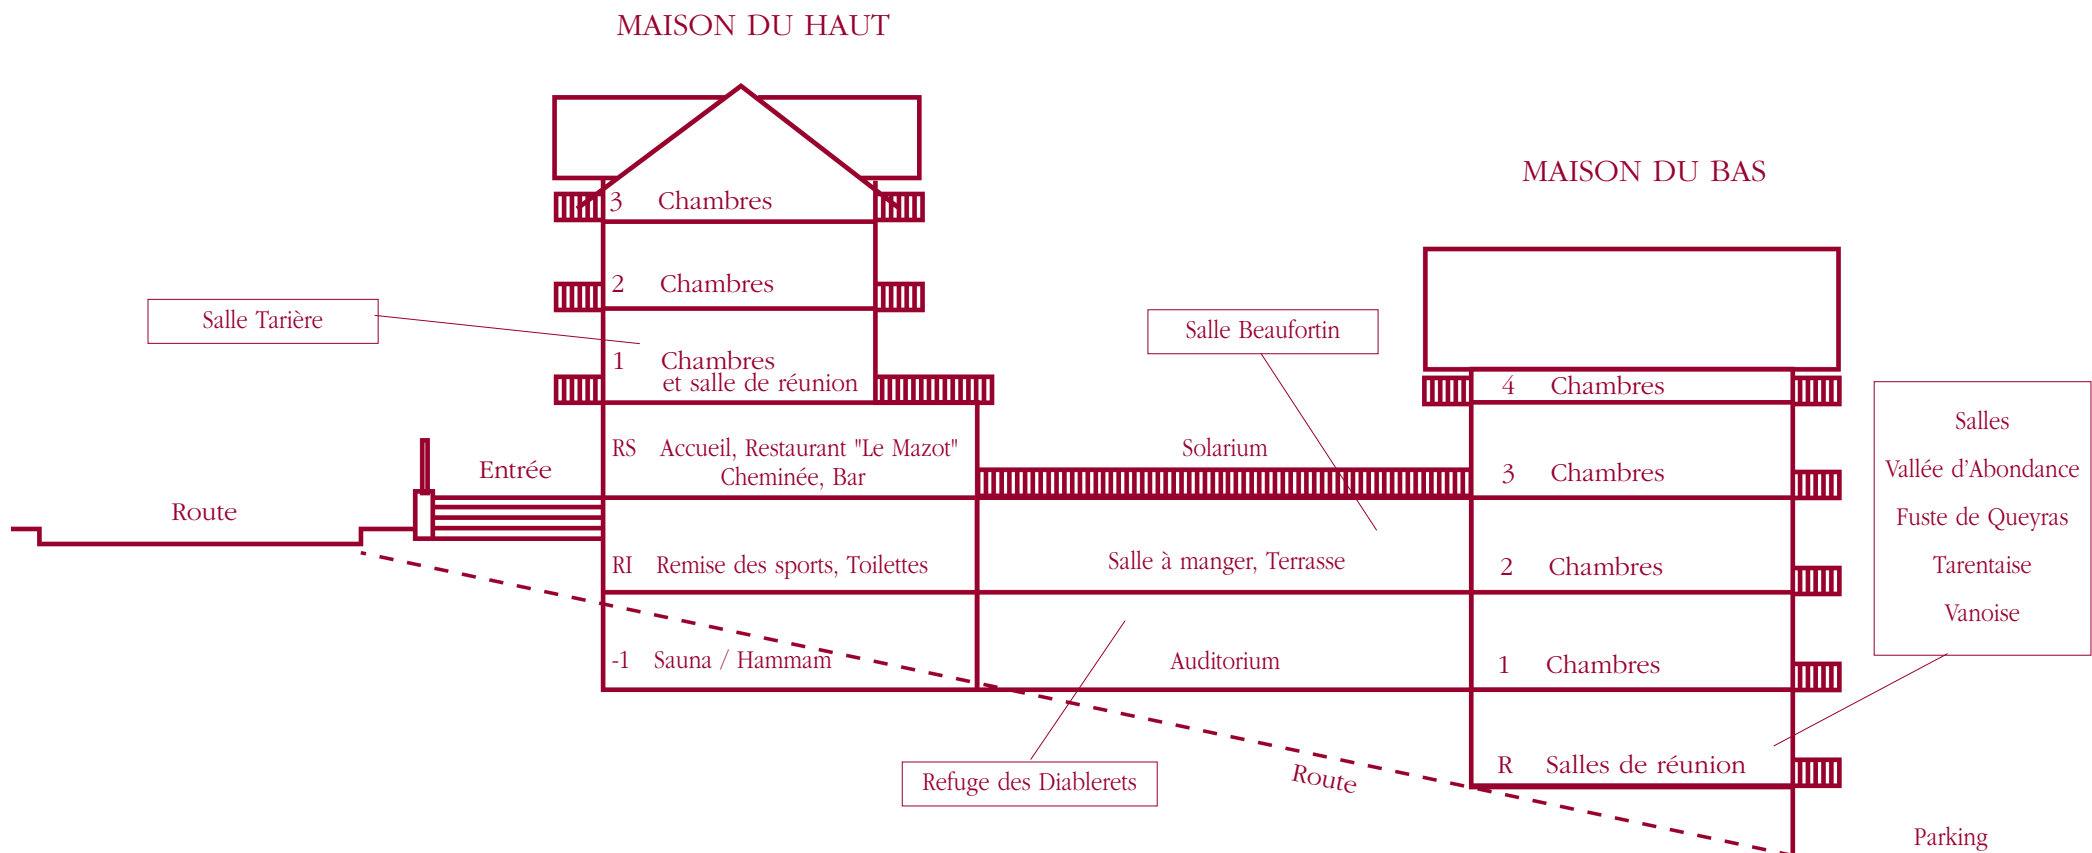 MAISON DU HAUT
MAISON DU BAS
3 Chambres
2 Chambres
Salle Tarière
1 Chambres
et salle de réunion
Salle Beaufortin
4 Chambres
Salles
Vallée d'Abondance
Fuste de Queyras
Tarentaise
Vanoise
RS Accueil, Restaurant "Le Mazot"
Cheminée, Bar
Solarium
Entrée
3 Chambres
Route
RI Remise des sports, Toilettes
Salle à manger, Terrasse
2 Chambres
-1 Sauna / Hammam
Auditorium
1 Chambres
Refuge des Diablerets
Route
R Salles de réunion
Parking